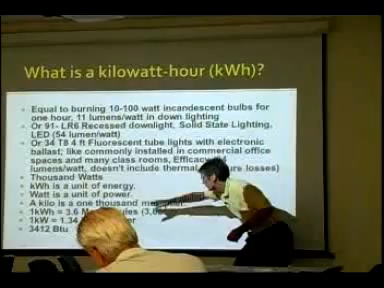 What is a kilowatt-hour (kWh)?
• Equal to burning 10-100 watt incandescent bulbs for
one hour, 11 lumens/watt in down lighting
• Or 91- LR6 Recessed downlight, Solid State Lighting,
LED (54 lumen/watt)
• Or 34 T8 4 ft Fluorescent tube lights with electronic
ballast; like commonly installed in commercial office
spaces and many class rooms, Efficacy
lumens/watt, doesn't include thermal losses)
• Thousand Watts
• kWh is a unit of energy.
• Watt is a unit of power.
• A kilo is a one thousand
• 1kWh = 3.6
• 1kW = 1.34
• 3412 Btu